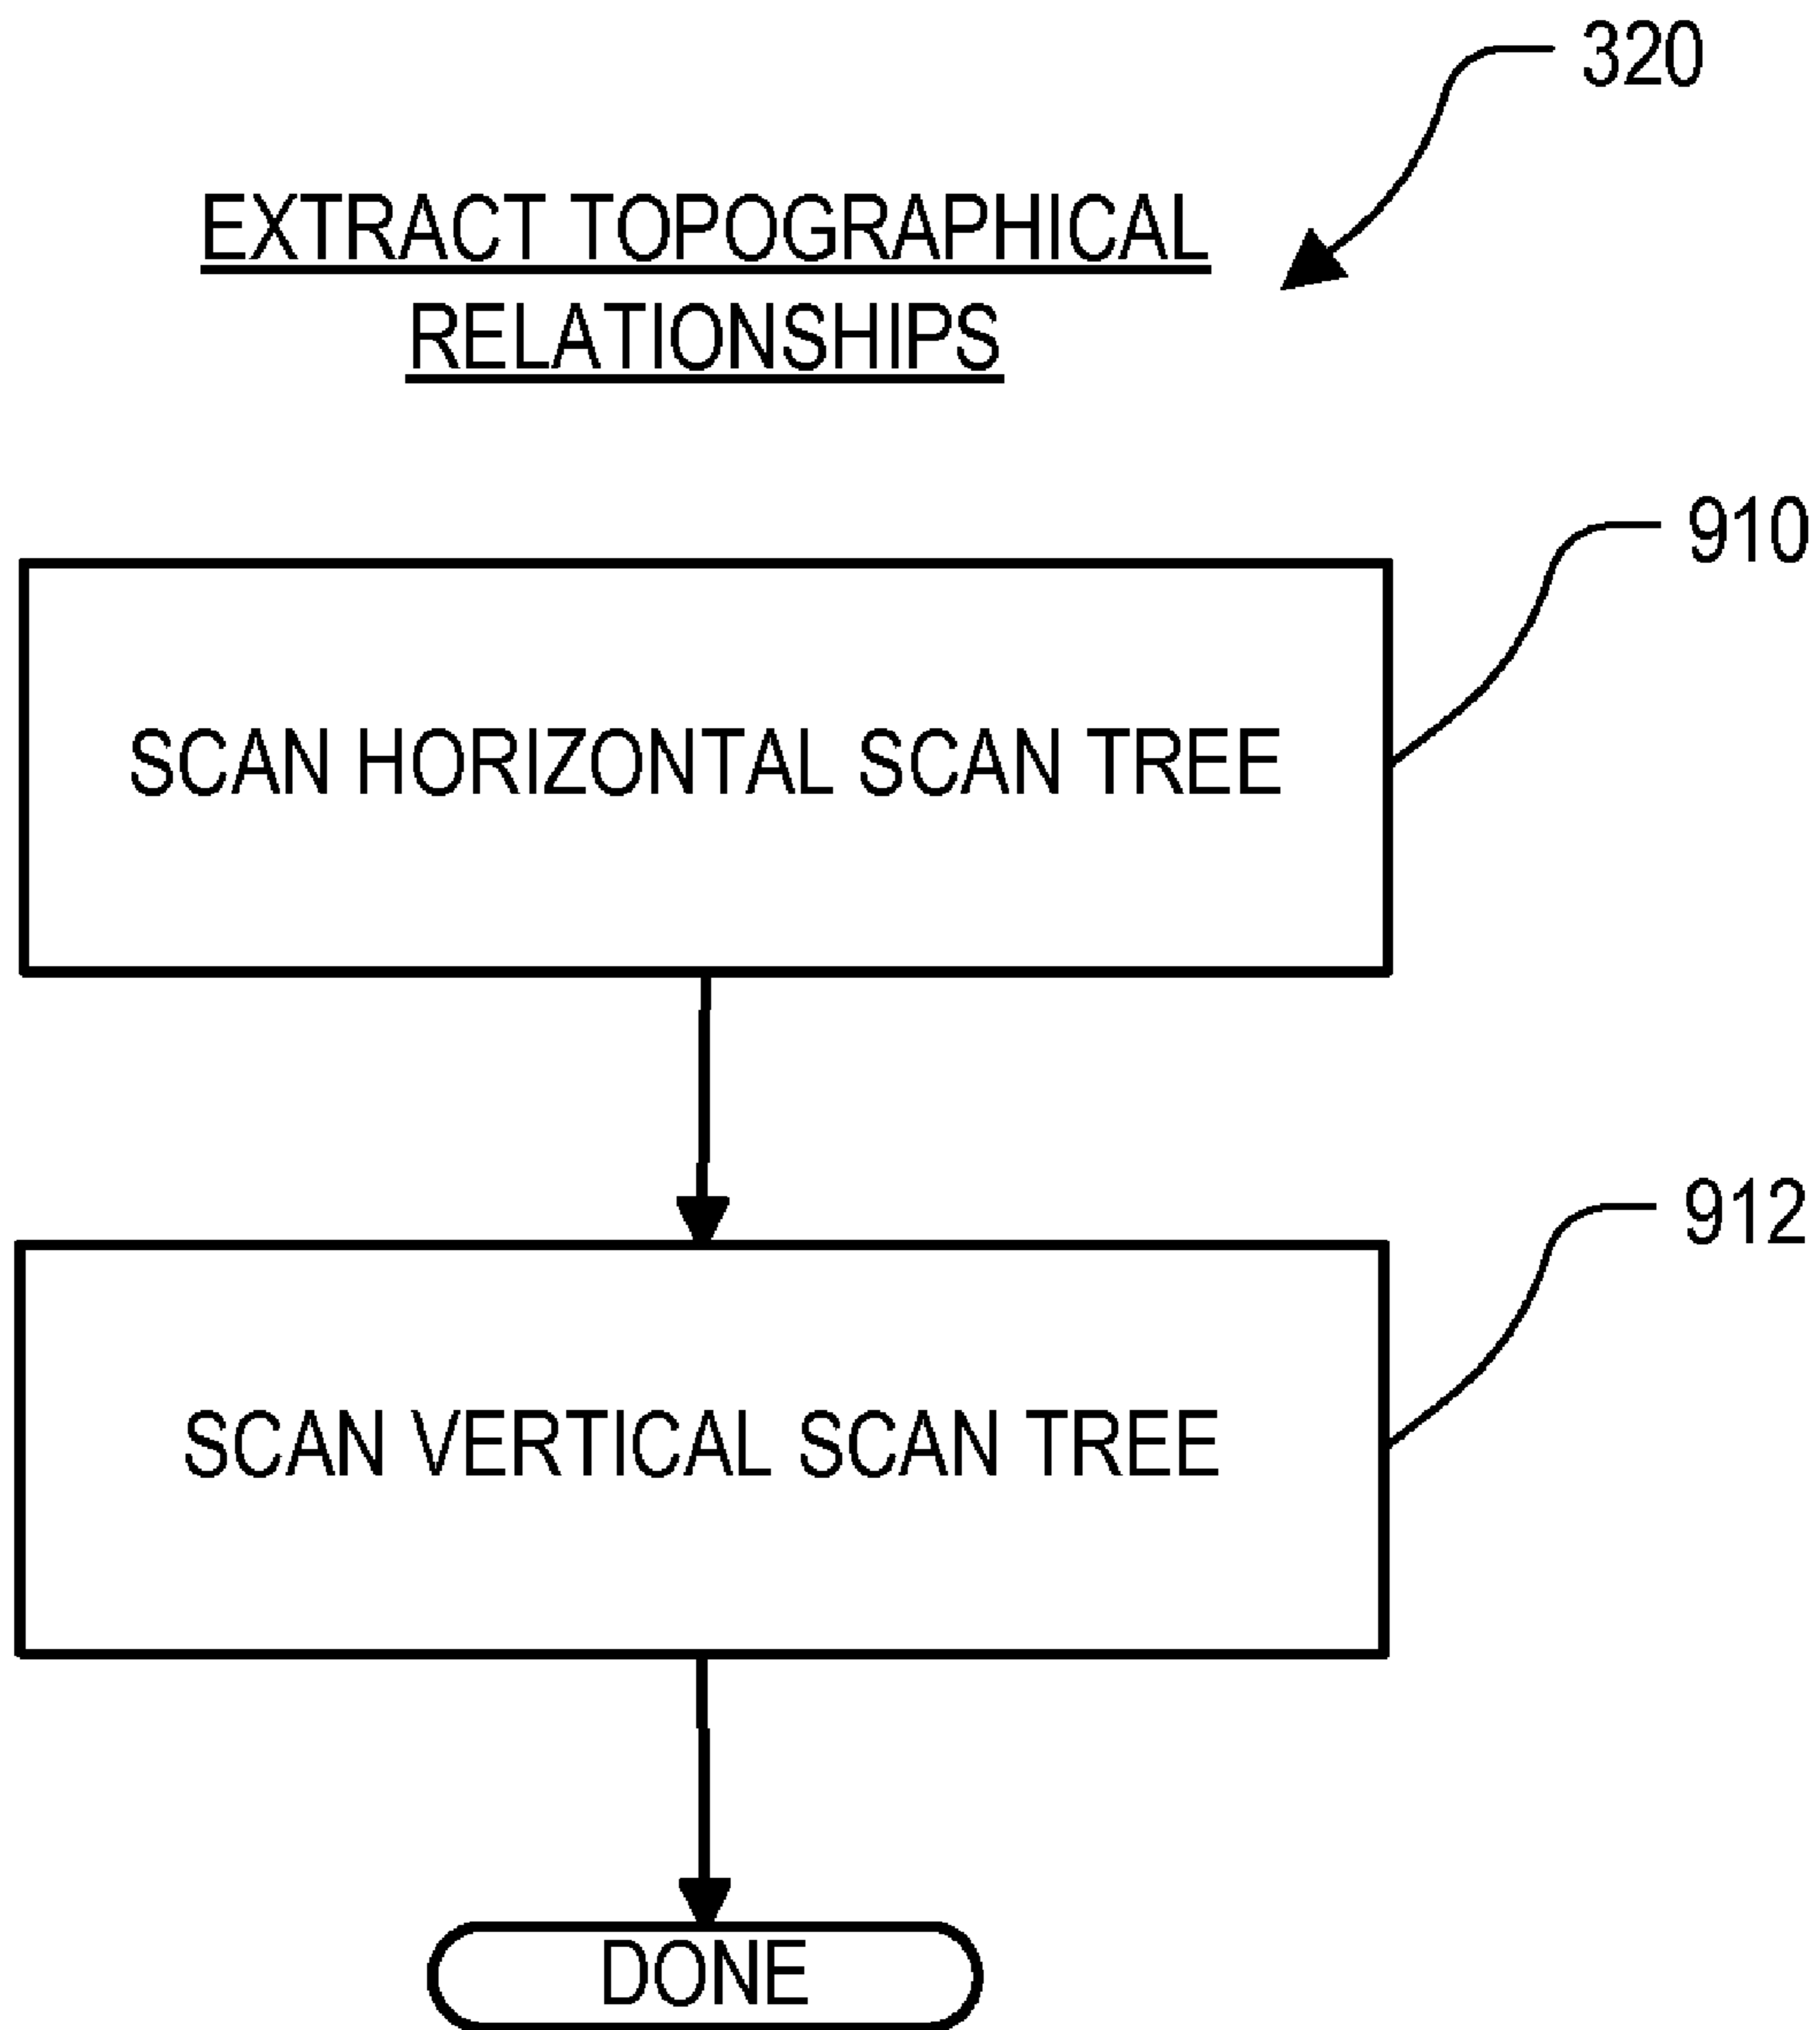 320
EXTRACT TOPOGRAPHICAL
RELATIONSHIPS
910
SCAN HORIZONTAL SCAN TREE
912
SCAN VERTICAL SCAN TREE
DONE